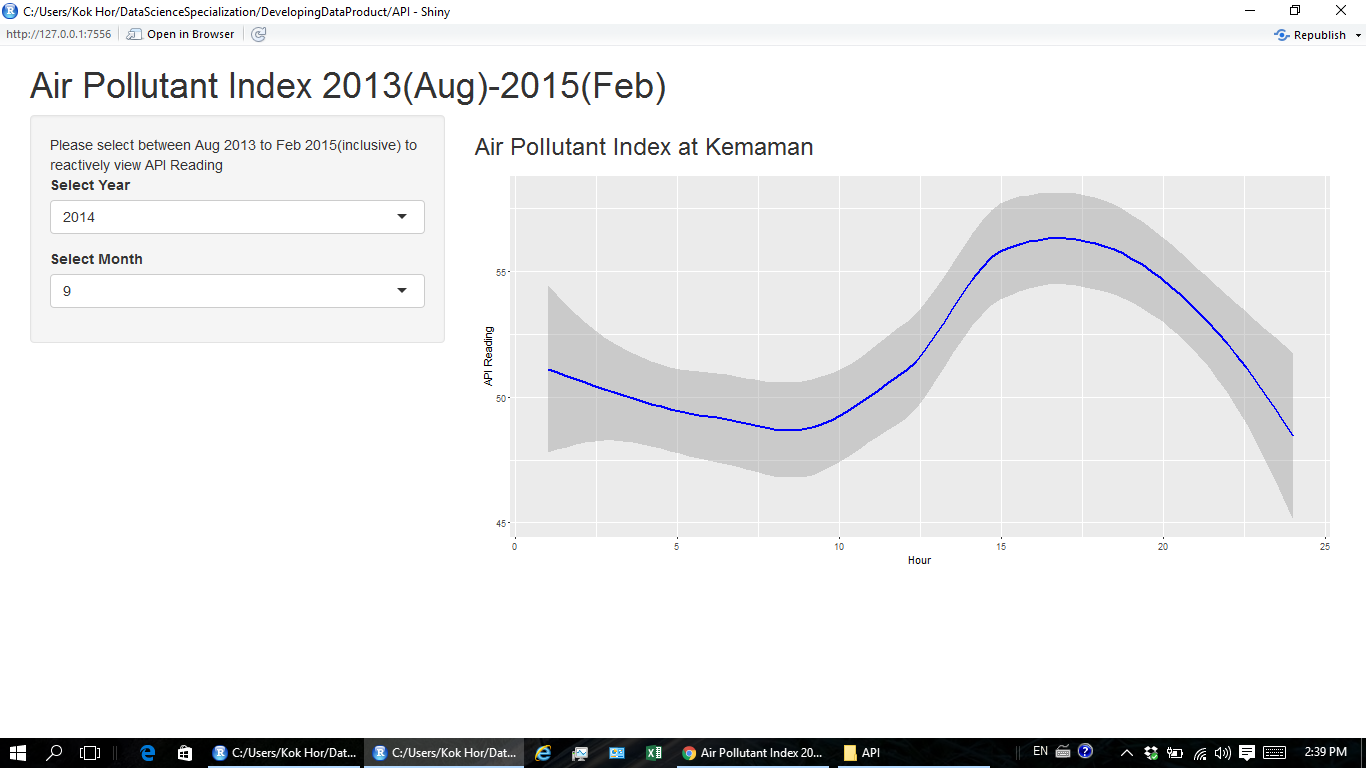 C:/Users/Kok Hor/DataScienceSpecialization/DevelopingDataProduct/API - Shiny
http://127.0.0.1:7556
Open in Browser
Republish
Air Pollutant Index 2013(Aug)-2015(Feb)
Please select between Aug 2013 to Feb 2015(inclusive) to
reactively view API Reading
Select Year
2014
Select Month
9
Air Pollutant Index at Kemaman
API Reading
55
50
45
0
5
10
15
20
25
Hour
C:/Users/Kok Hor/Dat...
C:/Users/Kok Hor/Dat...
Air Pollutant Index 20...
API
EN
2:39 PM